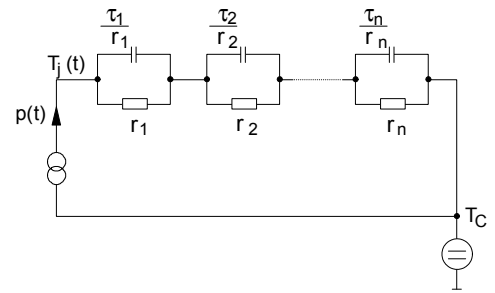 τ1/r1 τ2/r2 τn/rn
Tj(t)
r1 r2 rn
p(t)
TC